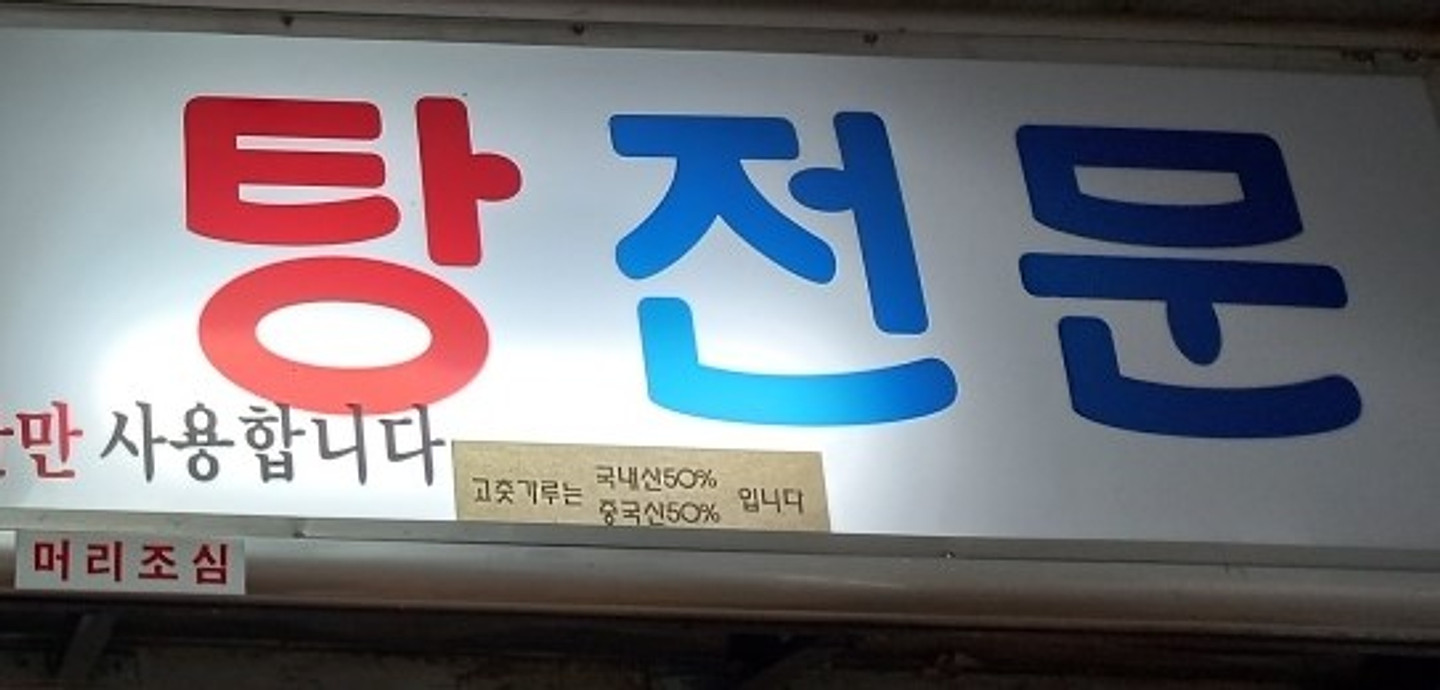 탕전문
만 사용합니다
고춧가루는 국내산50% 중국산50% 입니다
머리조심